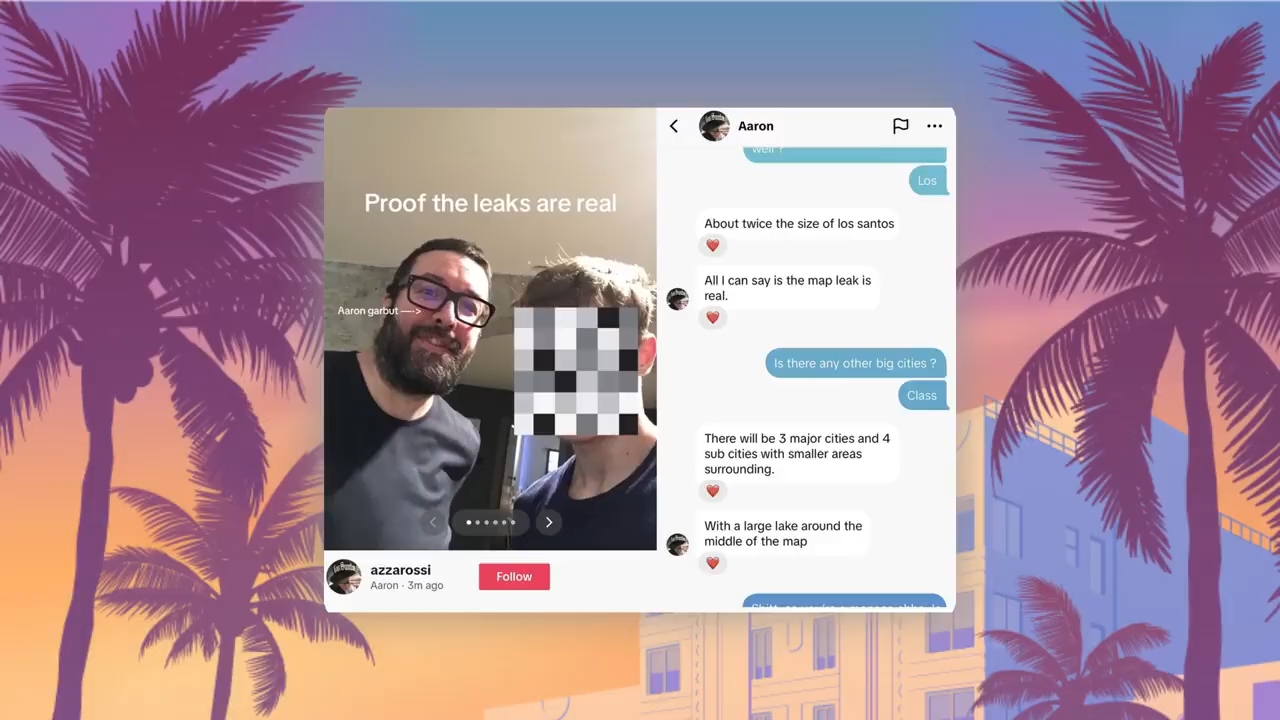 Proof the leaks are real
Aaron garbut —->
azzarossi
Aaron · 3m ago
Follow
Aaron
Well ?
Los
About twice the size of los santos
All I can say is the map leak is
real.
Is there any other big cities ?
Class
There will be 3 major cities and 4
sub cities with smaller areas
surrounding.
With a large lake around the
middle of the map